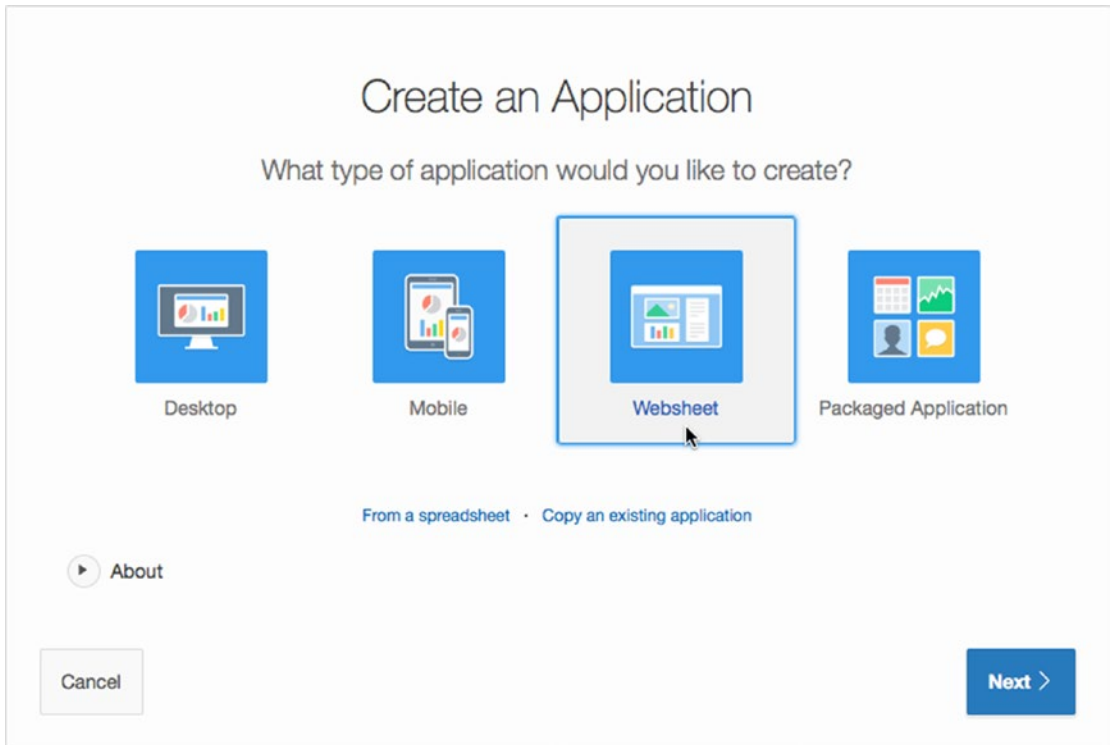 Create an Application
What type of application would you like to create?
Desktop Mobile Websheet Packaged Application
From a spreadsheet · Copy an existing application
About
Cancel Next